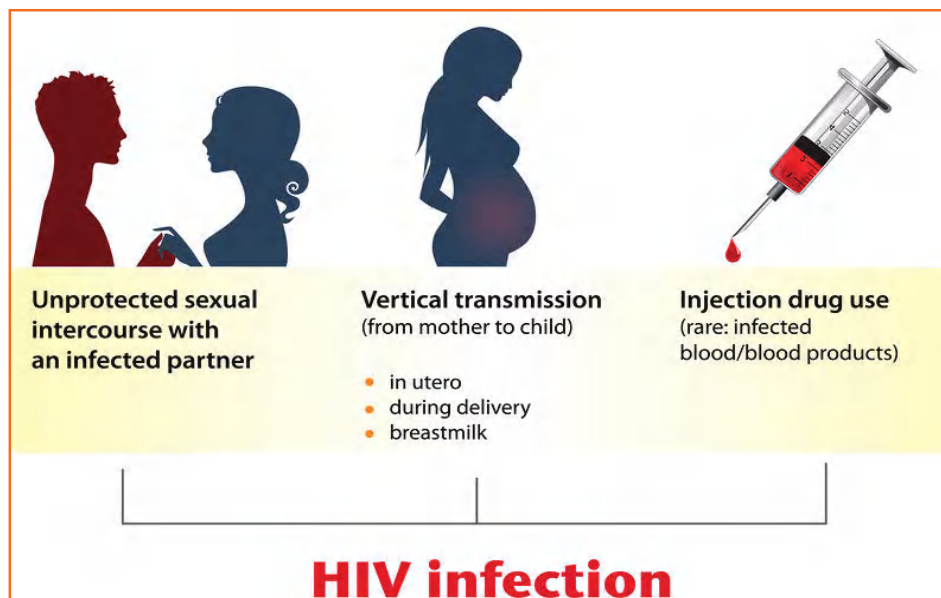 Unprotected sexual
intercourse with
an infected partner
Vertical transmission
(from mother to child)
• in utero
• during delivery
• breastmilk
Injection drug use
(rare: infected
blood/blood products)
HIV infection